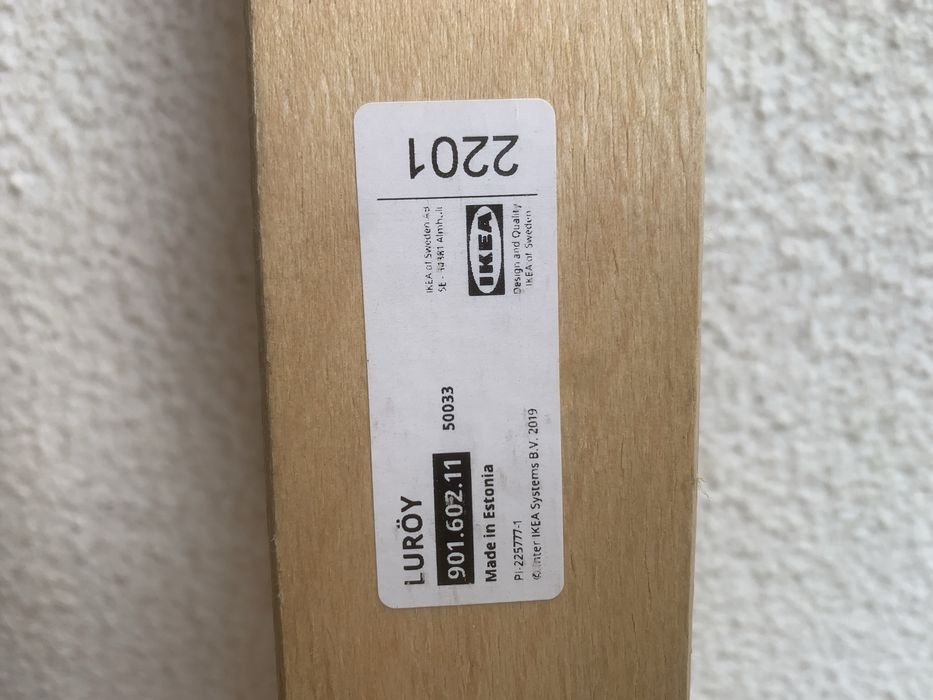 LURÖY
901.602.11
50033
Made in Estonia
PI-225777-1
© Inter IKEA Systems B.V. 2019
IKEA of Sweden AB
SE - 34381 Älmhult
IKEA
Design and Quality
IKEA of Sweden
2201